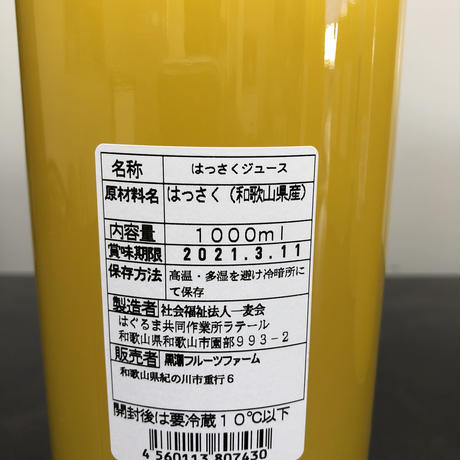 名称 はっさくジュース
原材料名 はっさく（和歌山県産）
内容量 1000ml
賞味期限 2021.3.11
保存方法 高温・多湿を避け冷暗所に
て保存
製造者 社会福祉法人一麦会
はぐるま共同作業所ラテール
和歌山県和歌山市園部993-2
販売者 黒潮フルーツファーム
和歌山県紀の川市重行6
開封後は要冷蔵10℃以下
4560113807430